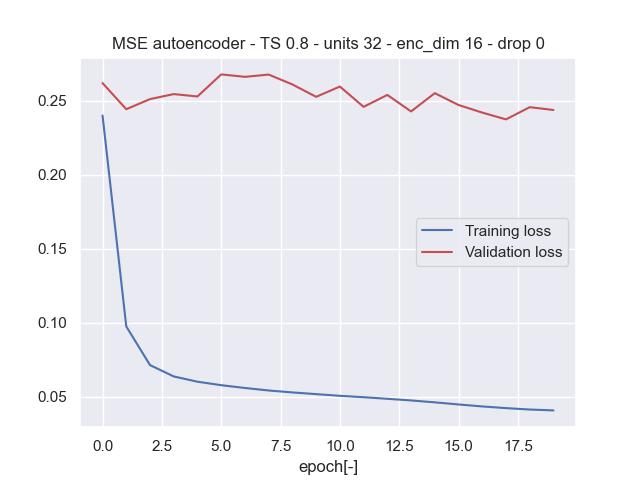 MSE autoencoder - TS 0.8 - units 32 - enc_dim 16 - drop 0
0.25
0.20
0.15
0.10
0.05
Training loss
Validation loss
0.0 2.5 5.0 7.5 10.0 12.5 15.0 17.5
epoch[-]